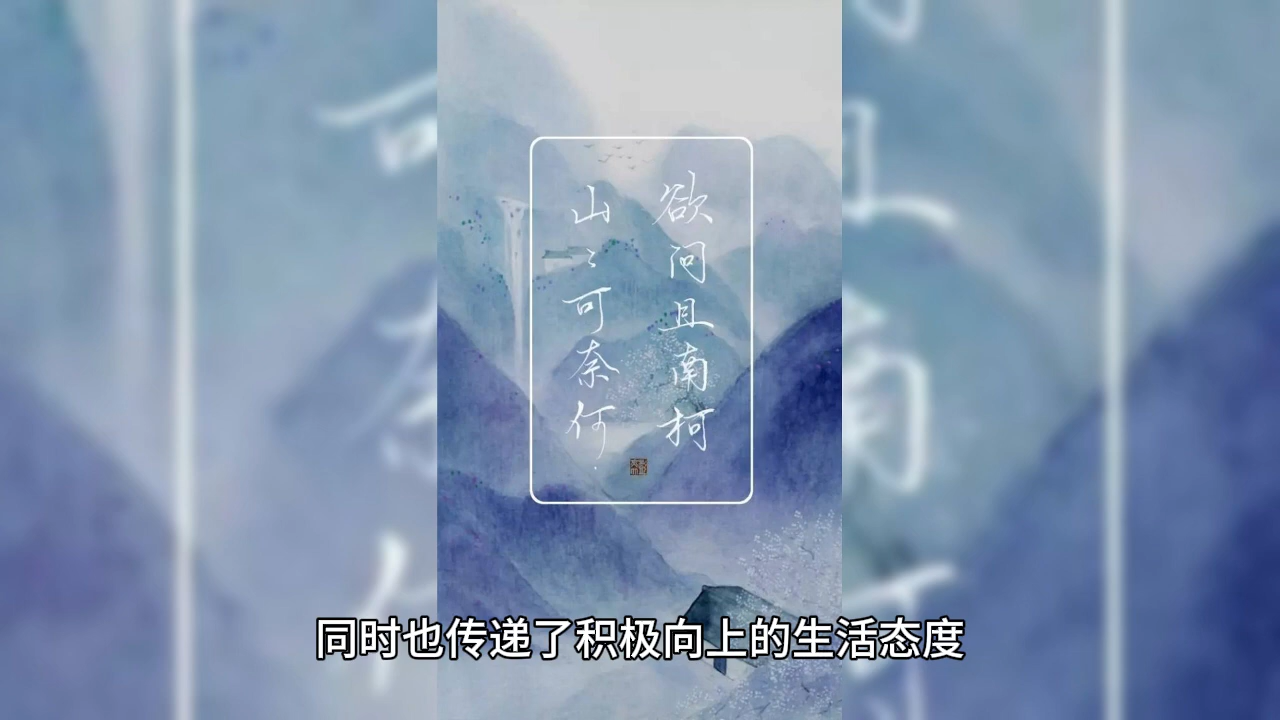 欲问且南柯
山〻可奈何
同时也传递了积极向上的生活态度